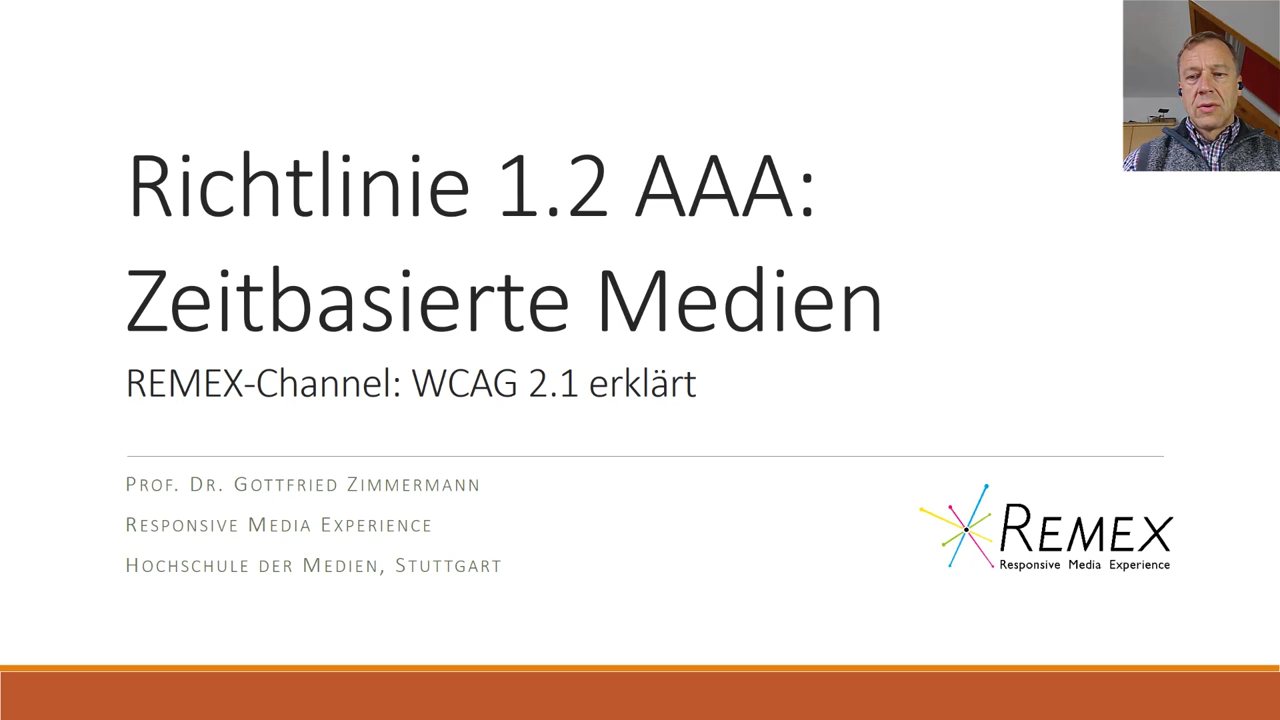 Richtlinie 1.2 AAA:
Zeitbasierte Medien
REMEX-Channel: WCAG 2.1 erklärt
Prof. Dr. Gottfried Zimmermann
Responsive Media Experience
Hochschule der Medien, Stuttgart
REMEX
Responsive Media Experience